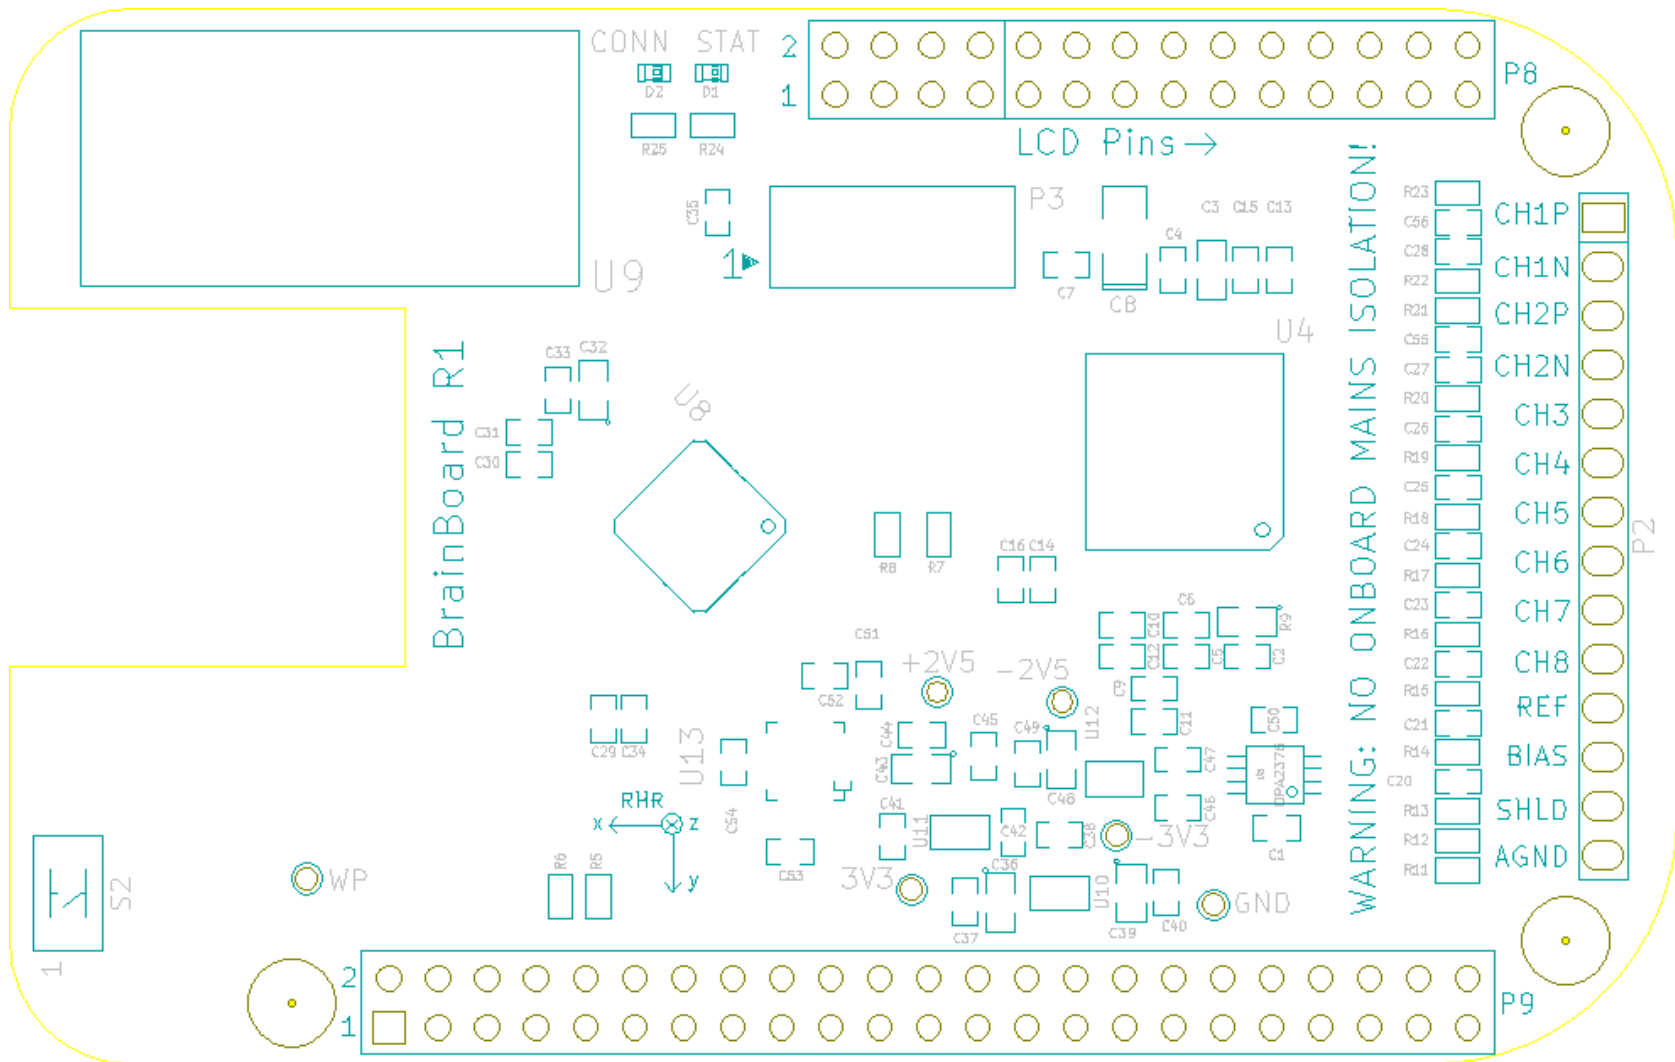 CONN STAT
2
1
P8
D2 D1
R25 R24
LCD Pins
C35
P3
1
U9
C7
C8
C4
C3 C15 C13
U4
WARNING: NO ONBOARD MAINS ISOLATION!
R23
C56
C28
R22
R21
C55
C27
R20
C26
R19
C25
R18
C24
R17
C23
R16
C22
R15
C21
R14
C20
R13
R12
R11
CH1P
CH1N
CH2P
CH2N
CH3
CH4
CH5
CH6
CH7
CH8
REF
BIAS
SHLD
AGND
P2
BrainBoard R1
C33 C32
C31
C30
U8
R8 R7
C16 C14
C10 C6 R9
C12 C5 C2
C9
C11
C50
C51
C52
+2V5
-2V5
C29 C34
U13
C54
C44
C43
C45
C49
U12
C48
C47
C46
OPA2376
C1
RHR
x z
y
C53
C41
U11
C42
C38
-3V3
3V3
C36
C37
U10
C39 C40
GND
R6 R5
WP
S2
1
2
1
P9